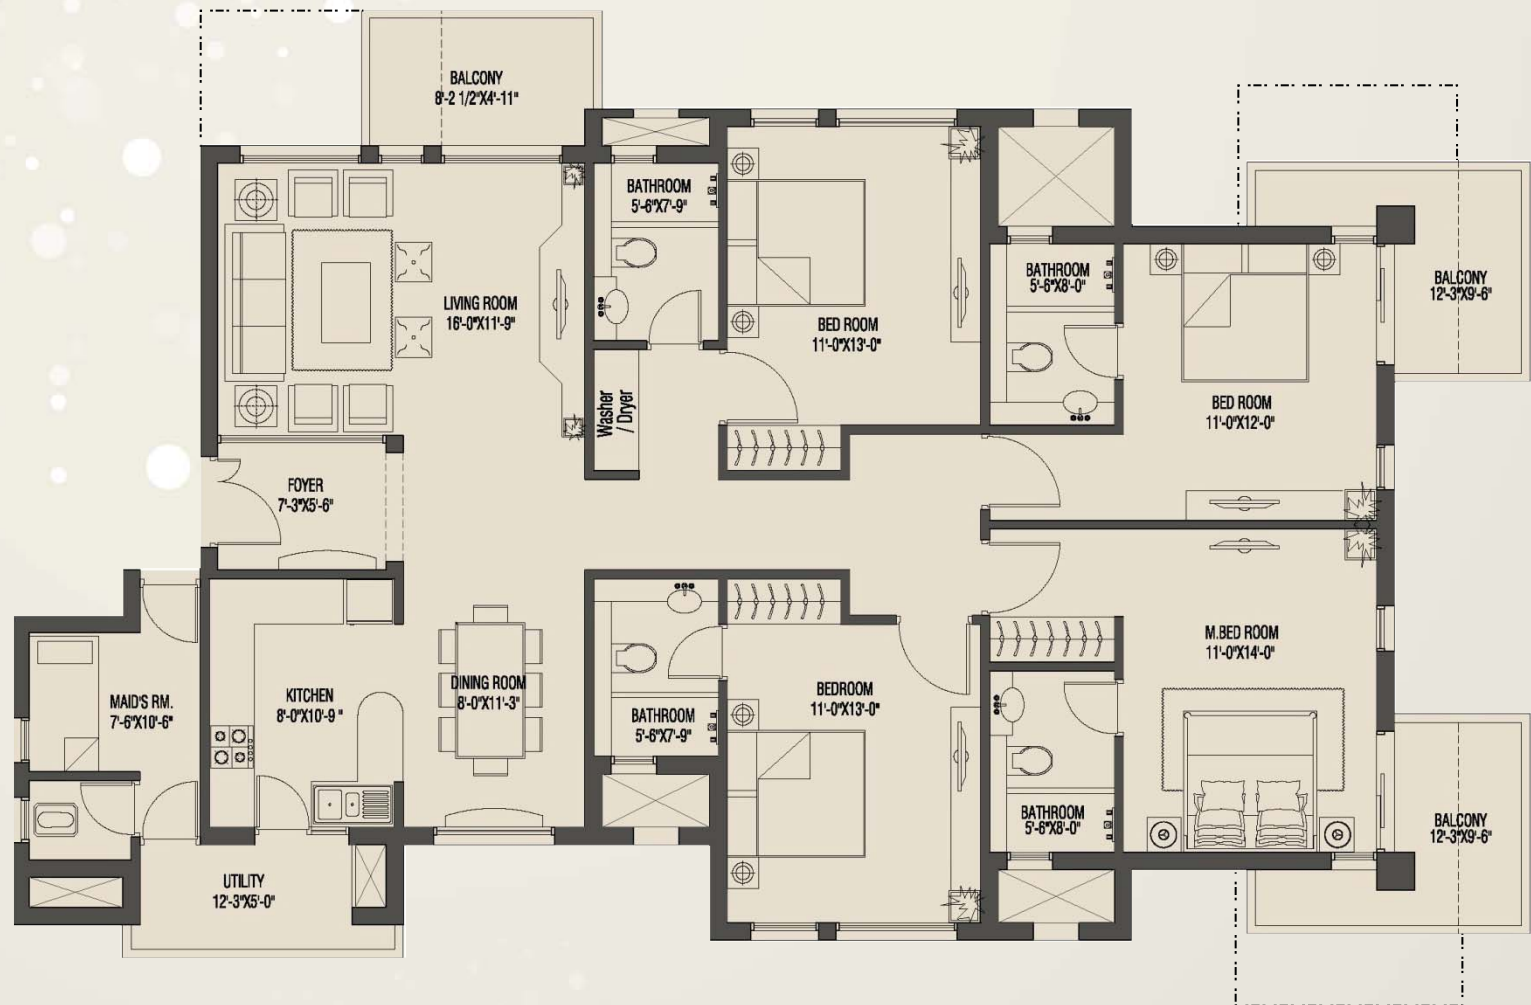 BALCONY
8'-2 1/2"X4'-11"
BATHROOM
5'-6"X7'-9"
LIVING ROOM
16'-0"X11'-9"
BED ROOM
11'-0"X13'-0"
BATHROOM
5'-6"X8'-0"
BALCONY
12'-3"X9'-6"
BED ROOM
11'-0"X12'-0"
Washer
/ Dryer
FOYER
7'-3"X5'-6"
MAID'S RM.
7'-6"X10'-6"
KITCHEN
8'-0"X10'-9 "
DINING ROOM
8'-0"X11'-3"
BATHROOM
5'-6"X7'-9"
BEDROOM
11'-0"X13'-0"
M.BED ROOM
11'-0"X14'-0"
BATHROOM
5'-6"X8'-0"
BALCONY
12'-3"X9'-6"
UTILITY
12'-3"X5'-0"